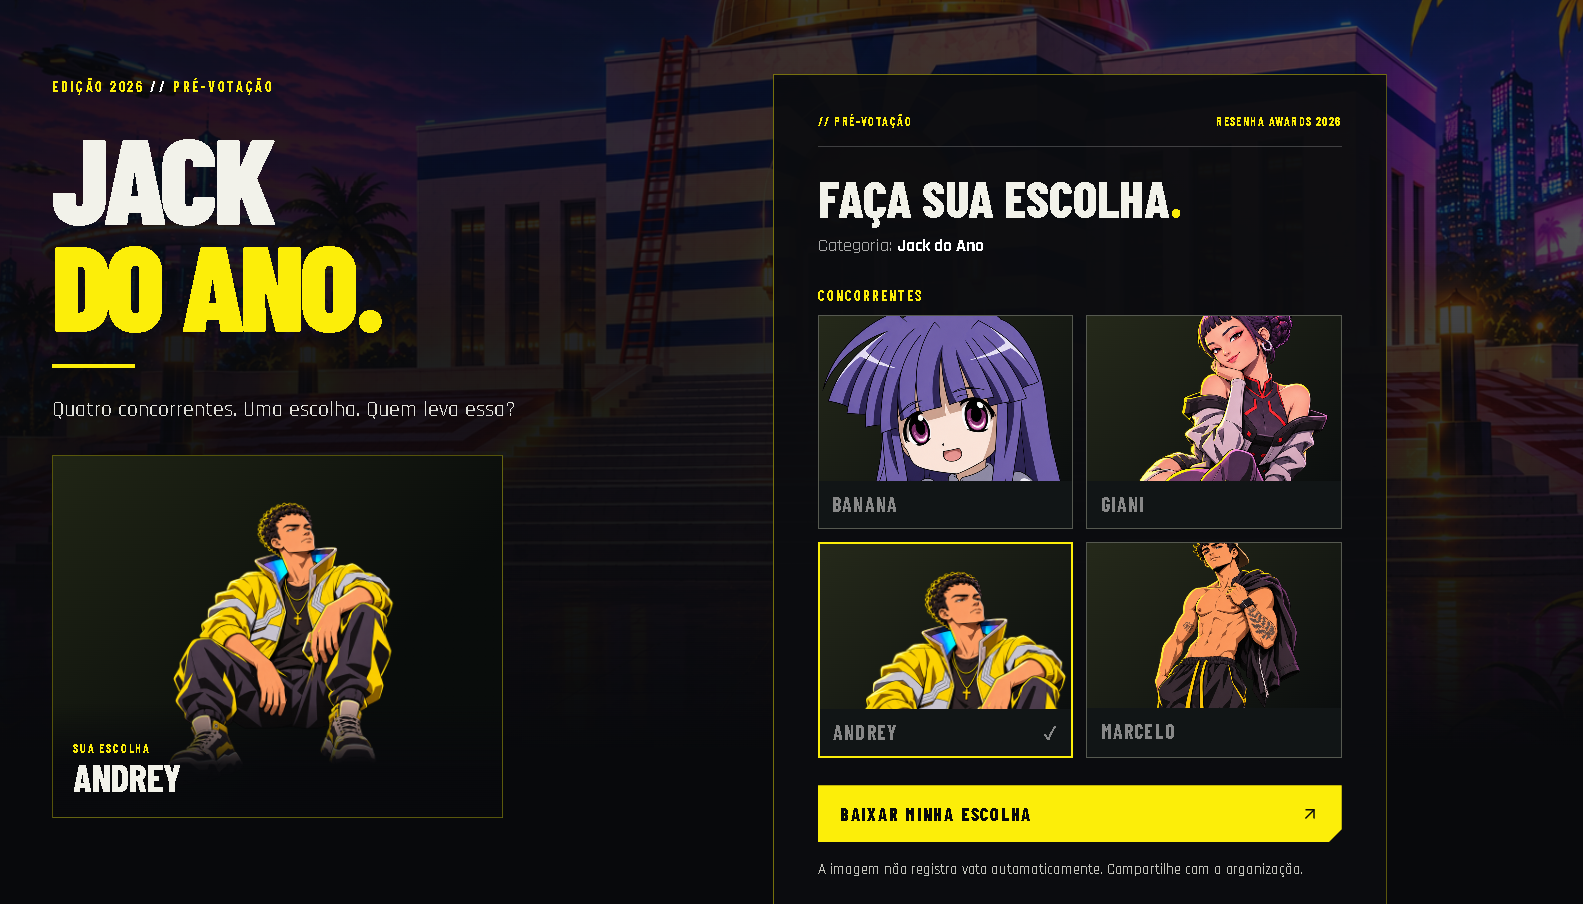 EDIÇÃO 2026 // PRÉ-VOTAÇÃO
JACK
DO ANO.
Quatro concorrentes. Uma escolha. Quem leva essa?
SUA ESCOLHA
ANDREY
// PRÉ-VOTAÇÃO
RESENHA AWARDS 2026
FAÇA SUA ESCOLHA.
Categoria: Jack do Ano
CONCORRENTES
BANANA
GIANI
ANDREY ✓
MARCELO
BAIXAR MINHA ESCOLHA
A imagem não registra voto automaticamente. Compartilhe com a organização.